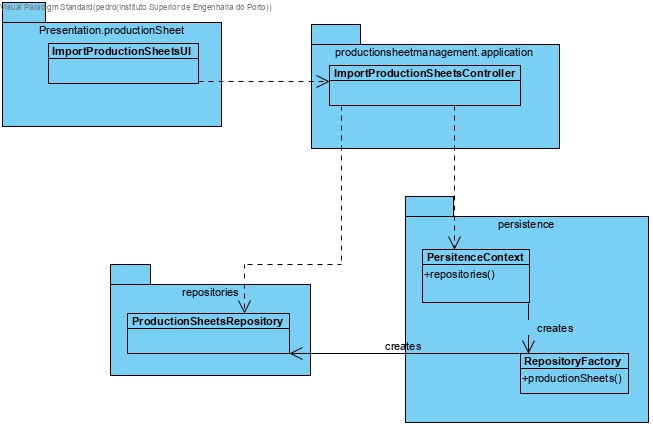 Visual Paradigm Standard(pedro(Instituto Superior de Engenharia do Porto))
Presentation.productionSheet
ImportProductionSheetsUI
productionsheetmanagement.application
ImportProductionSheetsController
persistence
PersitenceContext
+repositories()
repositories
ProductionSheetsRepository
creates
creates
RepositoryFactory
+productionSheets()